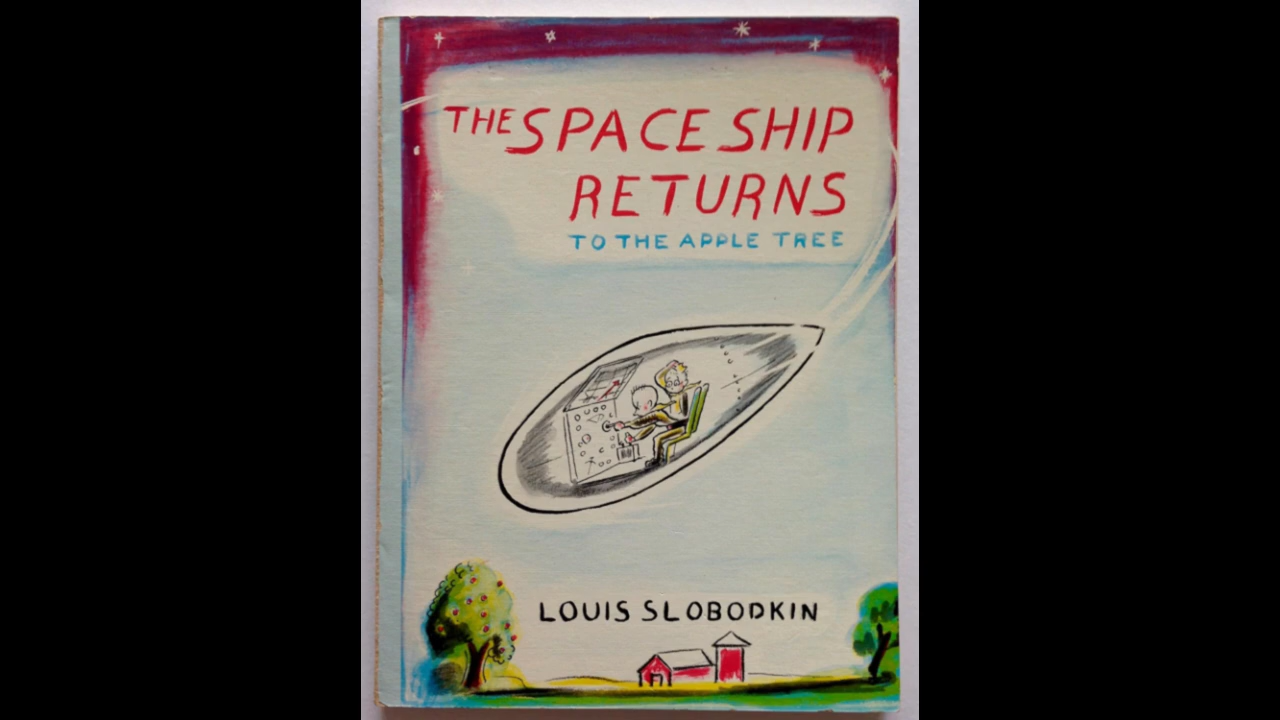 THE SPACE SHIP
RETURNS
TO THE APPLE TREE
LOUIS SLOBODKIN